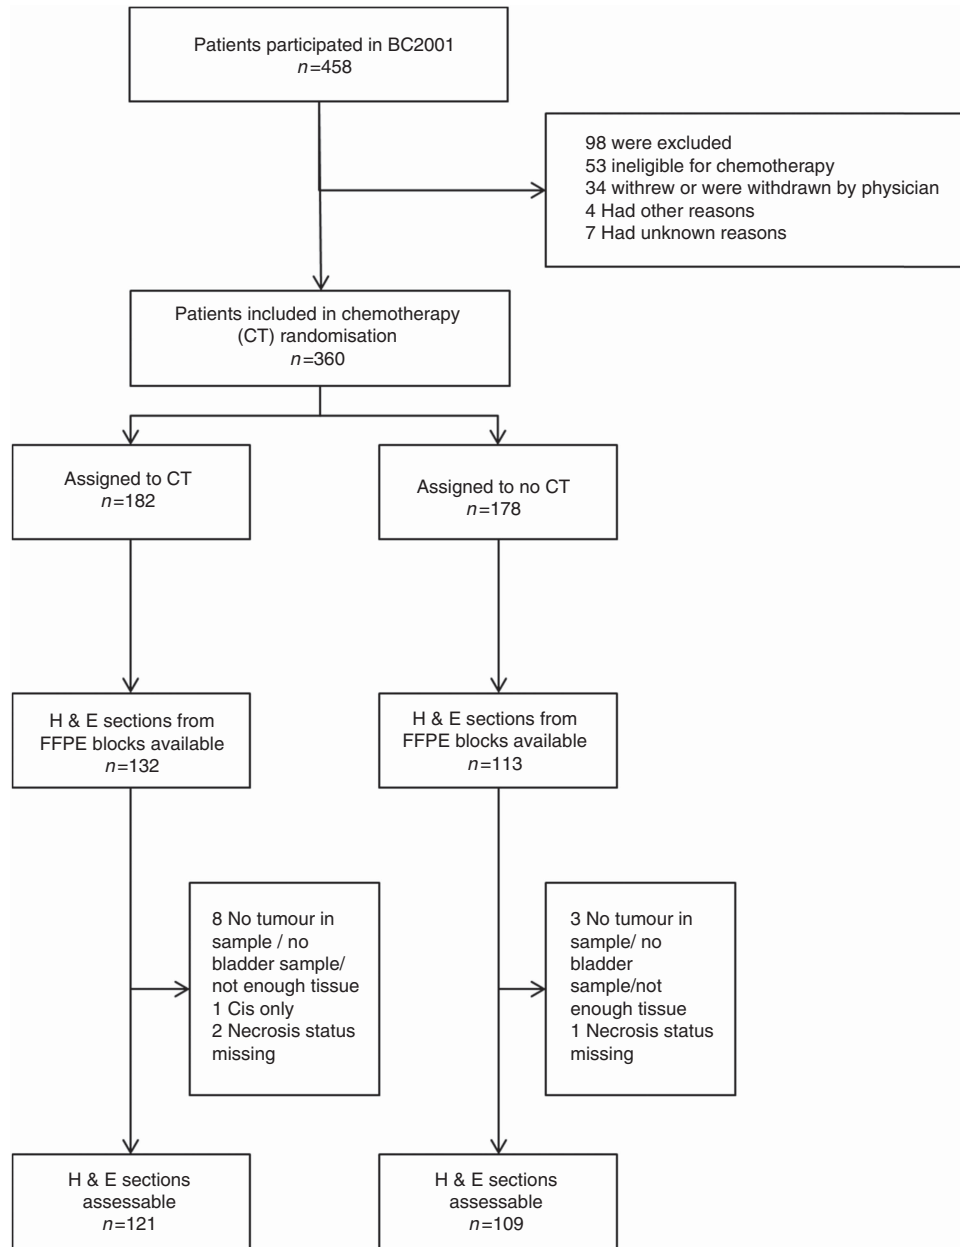 Patients participated in BC2001
n=458
98 were excluded
53 ineligible for chemotherapy
34 withrew or were withdrawn by physician
4 Had other reasons
7 Had unknown reasons
Patients included in chemotherapy
(CT) randomisation
n=360
Assigned to CT
n=182
Assigned to no CT
n=178
H & E sections from
FFPE blocks available
n=132
H & E sections from
FFPE blocks available
n=113
8 No tumour in
sample / no
bladder sample/
not enough tissue
1 Cis only
2 Necrosis status
missing
3 No tumour in
sample/ no
bladder
sample/not
enough tissue
1 Necrosis status
missing
H & E sections
assessable
n=121
H & E sections
assessable
n=109